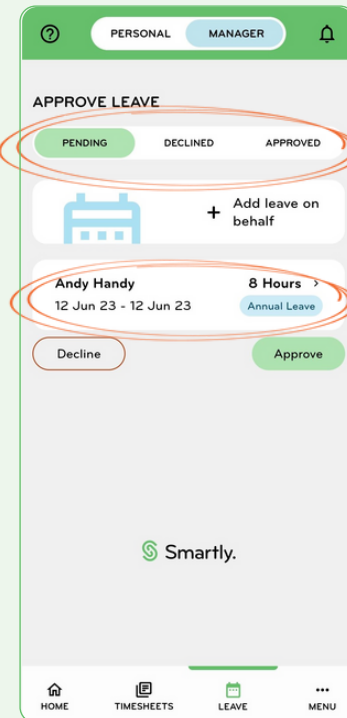 PERSONAL MANAGER
APPROVE LEAVE
PENDING DECLINED APPROVED
+ Add leave on
behalf
Andy Handy 8 Hours >
12 Jun 23 - 12 Jun 23 Annual Leave
Decline Approve
Smartly.
HOME TIMESHEETS LEAVE MENU